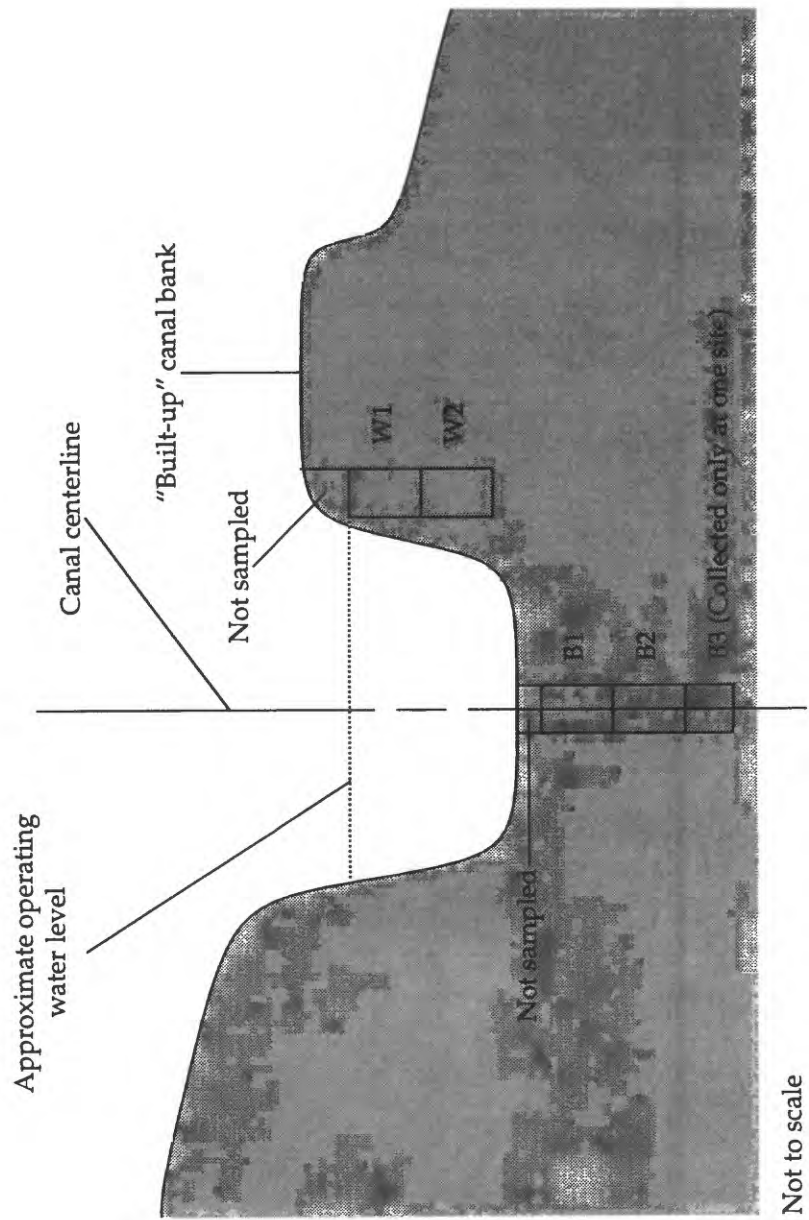 Canal centerline
Approximate operating
water level
"Built-up" canal bank
Not sampled
W1
W2
Not sampled
B1
B2
B3 (Collected only at one site)
Not to scale